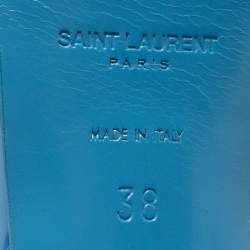 SAINT LAURENT
PARIS
MADE IN ITALY
38